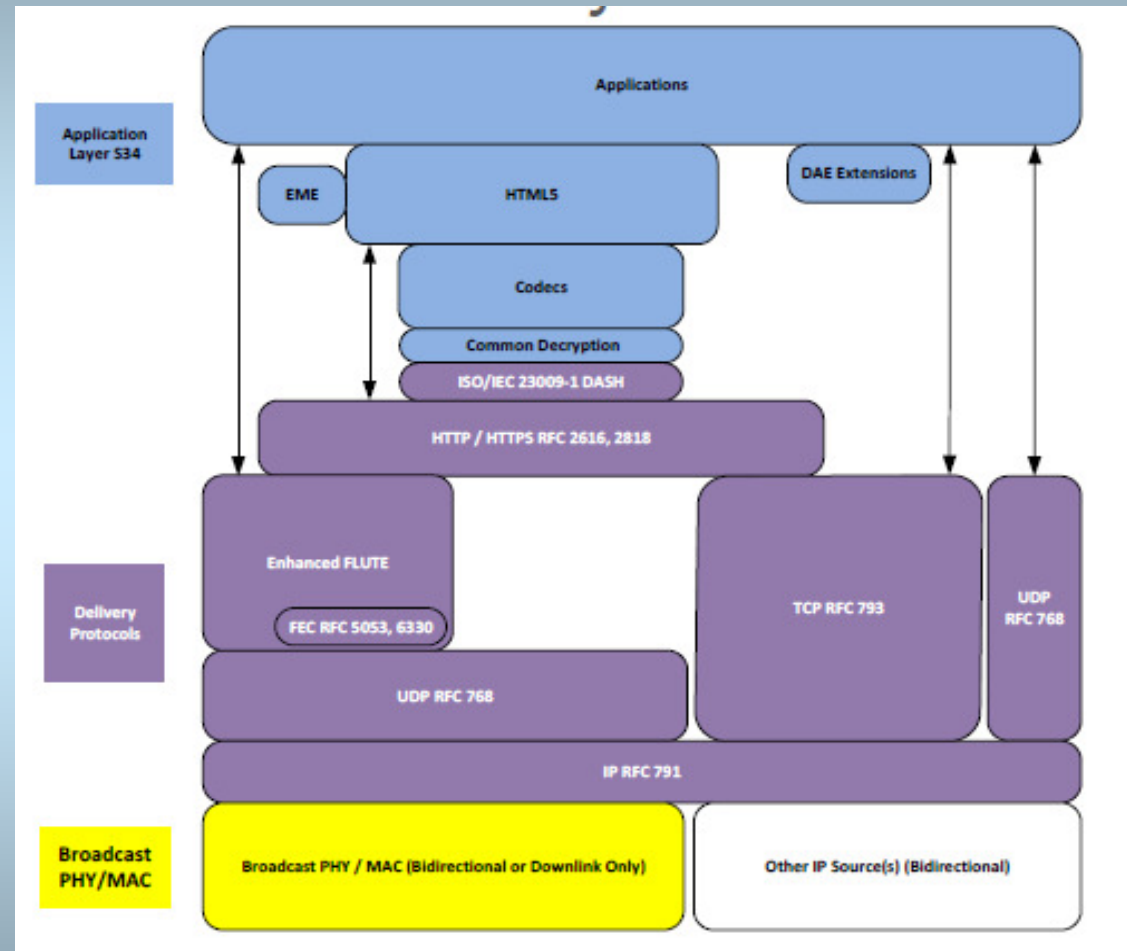 Applications
Application
Layer S34
EME
HTML5
DAE Extensions
Codecs
Common Decryption
ISO/IEC 23009-1 DASH
HTTP / HTTPS RFC 2616, 2818
Enhanced FLUTE
FEC RFC 5053, 6330
TCP RFC 793
UDP
RFC 768
Delivery
Protocols
UDP RFC 768
IP RFC 791
Broadcast
PHY/MAC
Broadcast PHY / MAC (Bidirectional or Downlink Only)
Other IP Source(s) (Bidirectional)